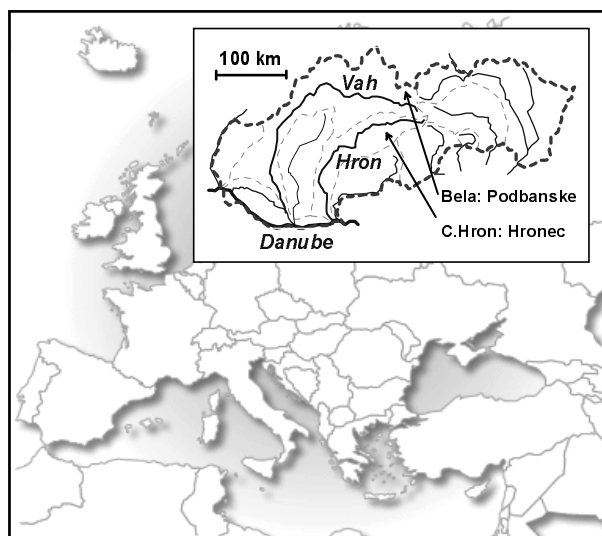 100 km
Vah
Hron
Bela: Podbanske
C.Hron: Hronec
Danube